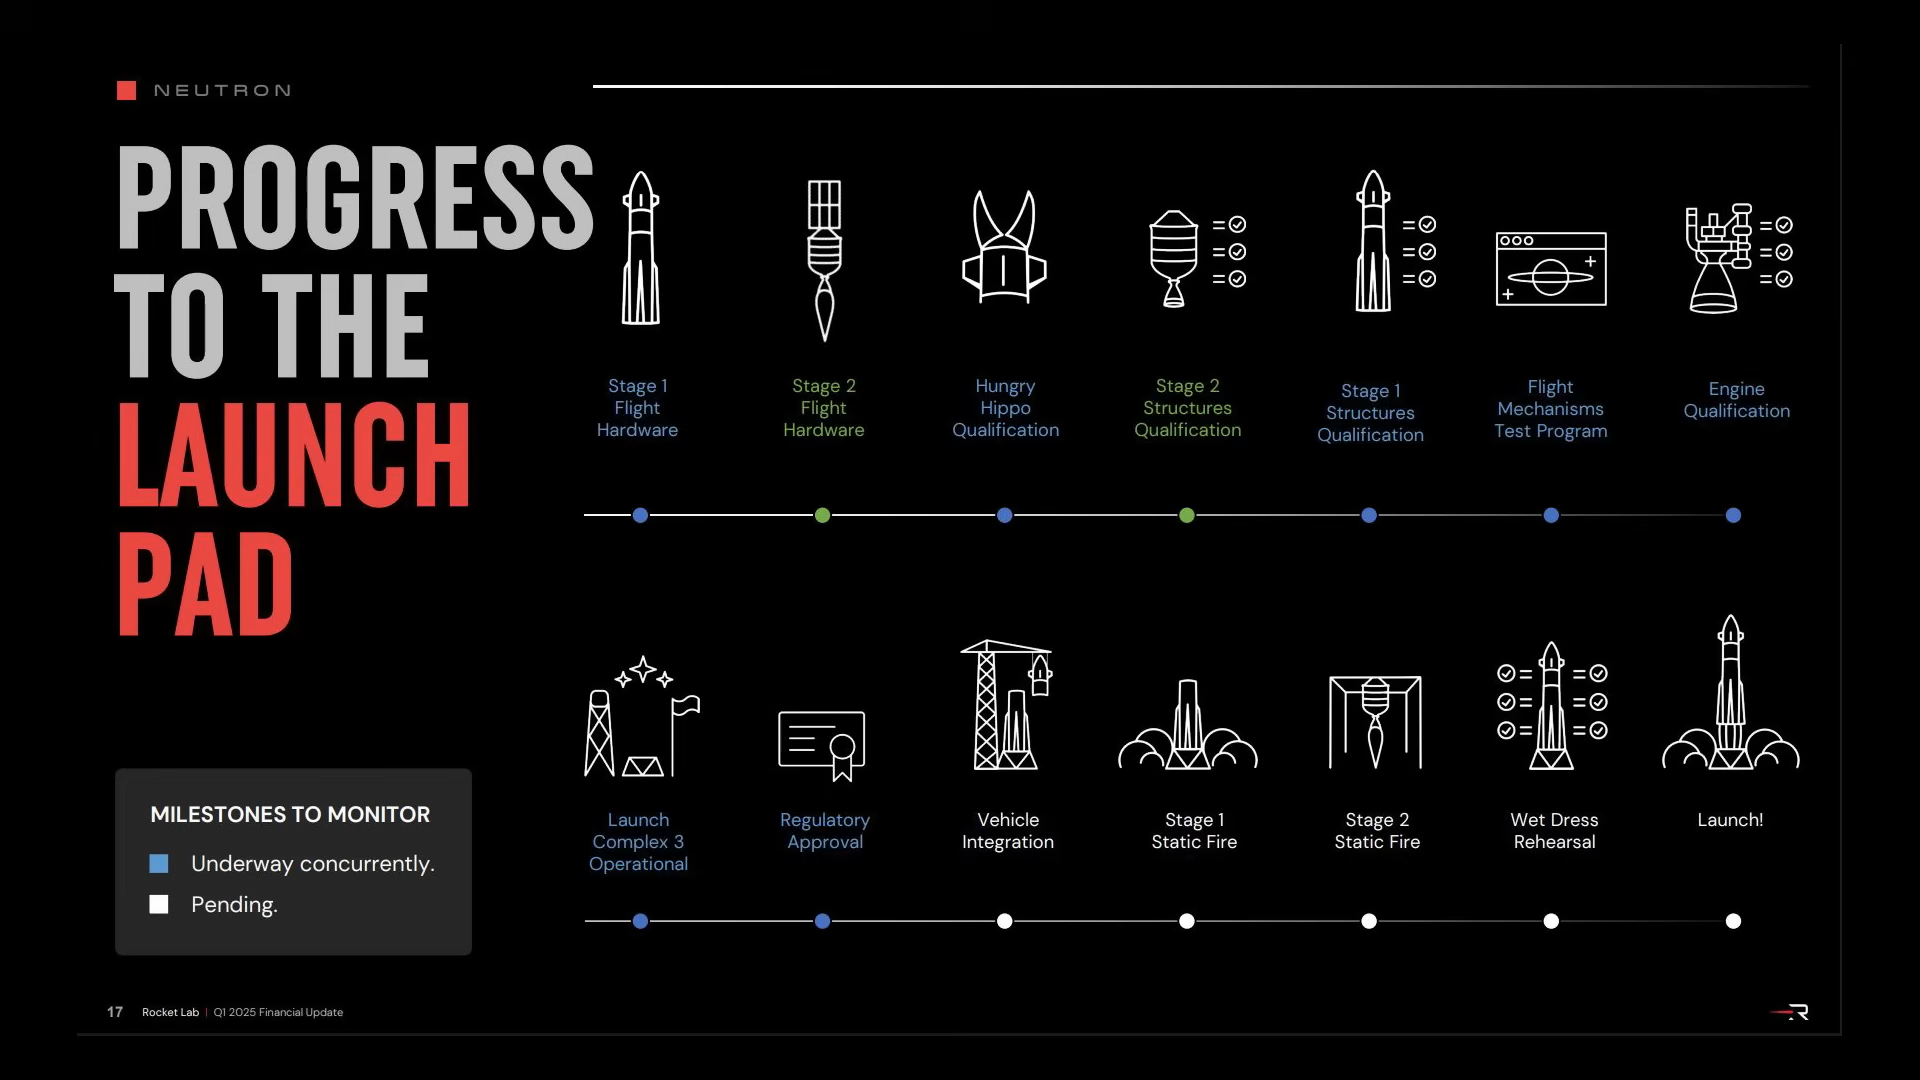 NEUTRON
PROGRESS
TO THE
LAUNCH
PAD
Stage 1
Flight
Hardware
Stage 2
Flight
Hardware
Hungry
Hippo
Qualification
Stage 2
Structures
Qualification
Stage 1
Structures
Qualification
Flight
Mechanisms
Test Program
Engine
Qualification
Launch
Complex 3
Operational
Regulatory
Approval
Vehicle
Integration
Stage 1
Static Fire
Stage 2
Static Fire
Wet Dress
Rehearsal
Launch!
MILESTONES TO MONITOR
Underway concurrently.
Pending.
17 Rocket Lab | Q1 2025 Financial Update